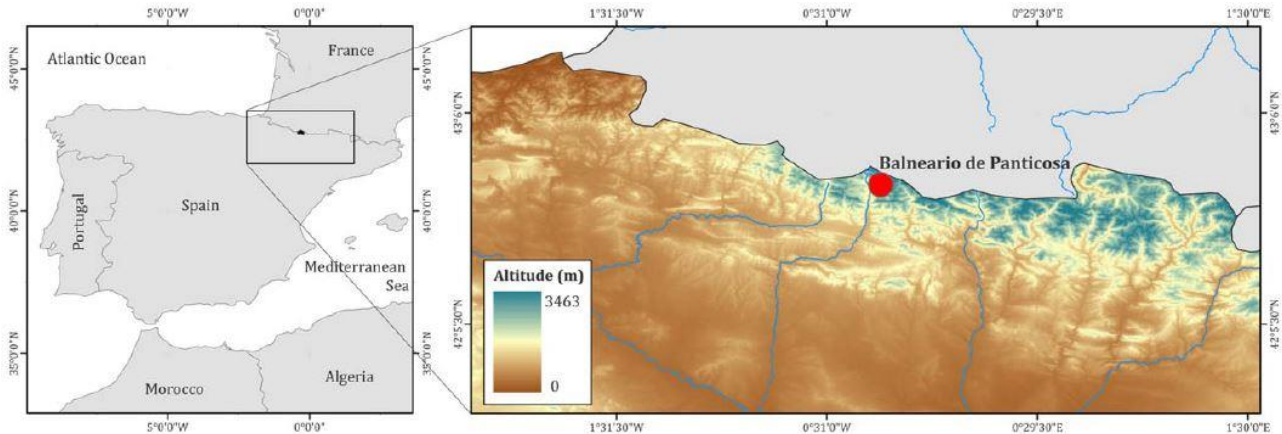 5°0'0"W 0°0'0"
1°31'30"W 0°31'0"W 0°29'30"E 1°30'0"E
45°0'0"N
40°0'0"N
35°0'0"N
Atlantic Ocean
France
Portugal
Spain
Mediterranean
Sea
Morocco
Algeria
45°0'0"N
40°0'0"N
35°0'0"N
Balneario de Panticosa
Altitude (m)
3463
0
43°6'0"N
42°5'30"N
43°6'0"N
42°5'30"N
5°0'0"W 0°0'0"
1°31'30"W 0°31'0"W 0°29'30"E 1°30'0"E